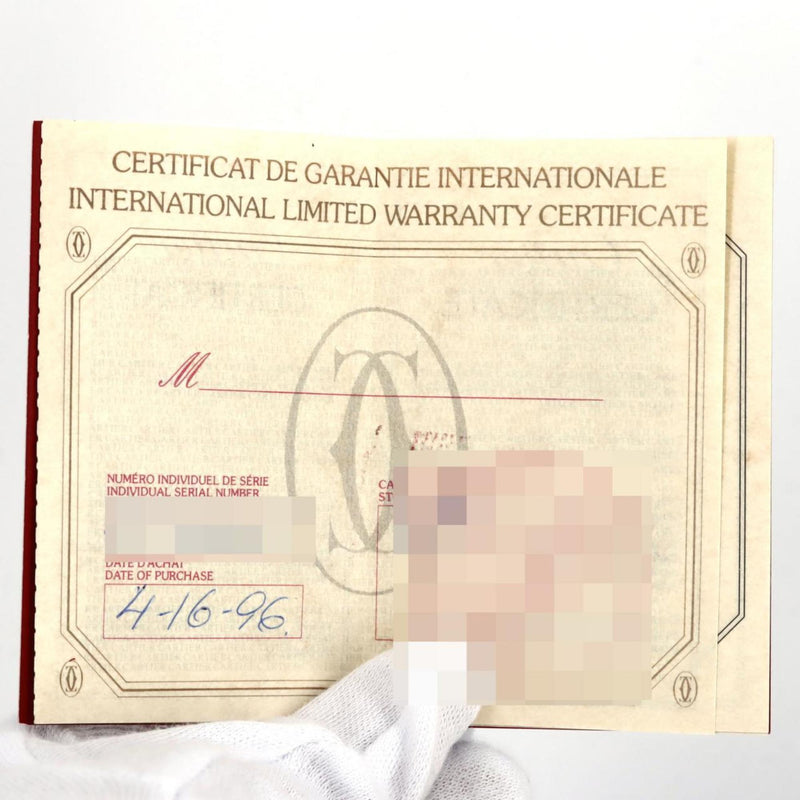 CERTIFICAT DE GARANTIE INTERNATIONALE
INTERNATIONAL LIMITED WARRANTY CERTIFICATE
M
NUMÉRO INDIVIDUEL DE SÉRIE
INDIVIDUAL SERIAL NUMBER
DATE D'ACHAT
DATE OF PURCHASE
4-16-96.